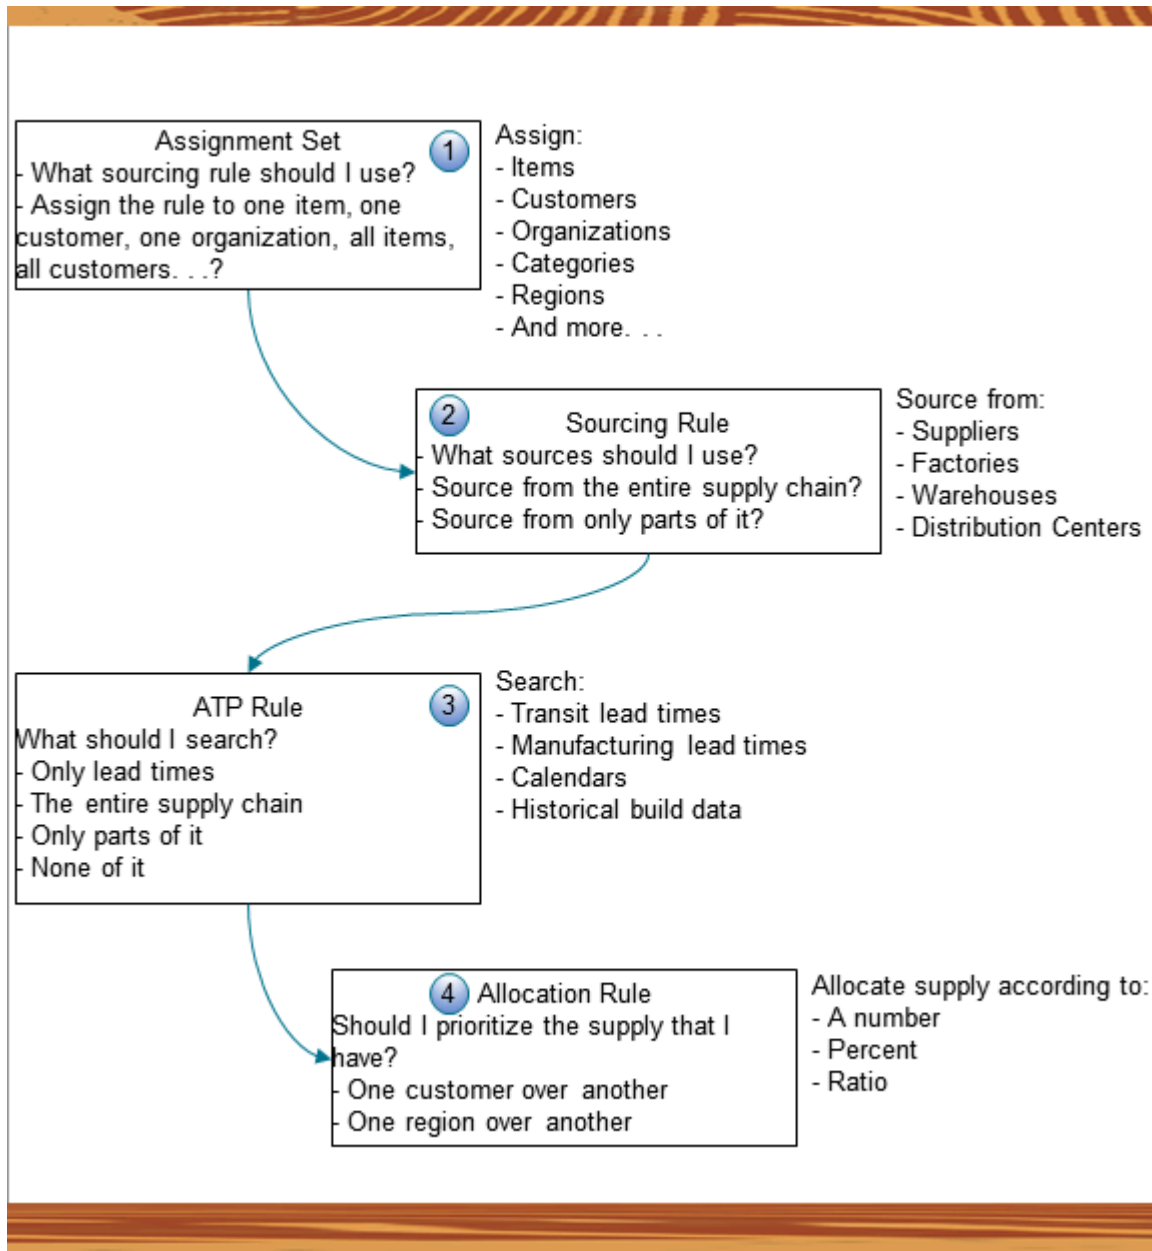 Assignment Set
1
- What sourcing rule should I use?
- Assign the rule to one item, one
customer, one organization, all items,
all customers. . .?
Assign:
- Items
- Customers
- Organizations
- Categories
- Regions
- And more. . .
2
Sourcing Rule
- What sources should I use?
- Source from the entire supply chain?
- Source from only parts of it?
Source from:
- Suppliers
- Factories
- Warehouses
- Distribution Centers
ATP Rule
3
What should I search?
- Only lead times
- The entire supply chain
- Only parts of it
- None of it
Search:
- Transit lead times
- Manufacturing lead times
- Calendars
- Historical build data
4 Allocation Rule
Should I prioritize the supply that I
have?
- One customer over another
- One region over another
Allocate supply according to:
- A number
- Percent
- Ratio